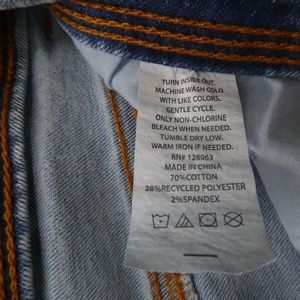 TURN INSIDE OUT.
MACHINE WASH COLD
WITH LIKE COLORS.
GENTLE CYCLE.
ONLY NON-CHLORINE
BLEACH WHEN NEEDED.
TUMBLE DRY LOW.
WARM IRON IF NEEDED.
RN# 128963
MADE IN CHINA
70%COTTON
28%RECYCLED POLYESTER
2%SPANDEX